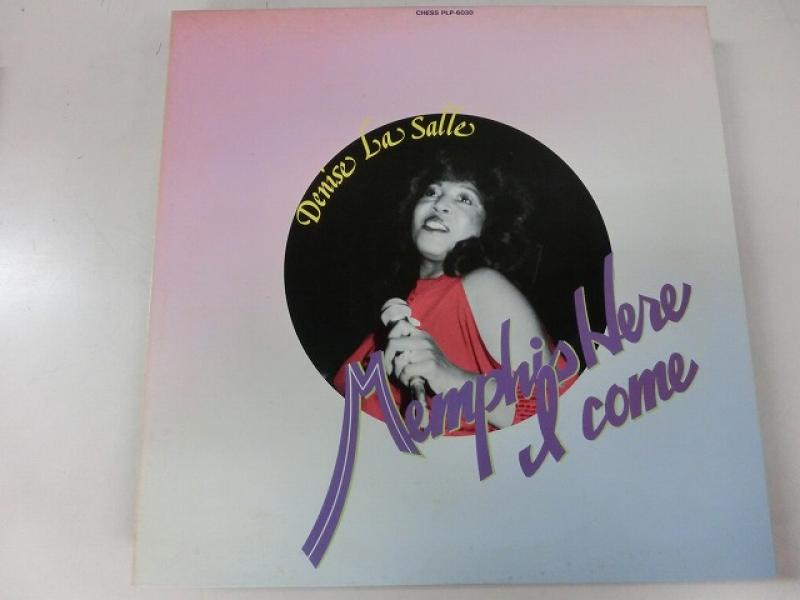 CHESS PLP-6030
Denise La Salle
Memphis Here
I come